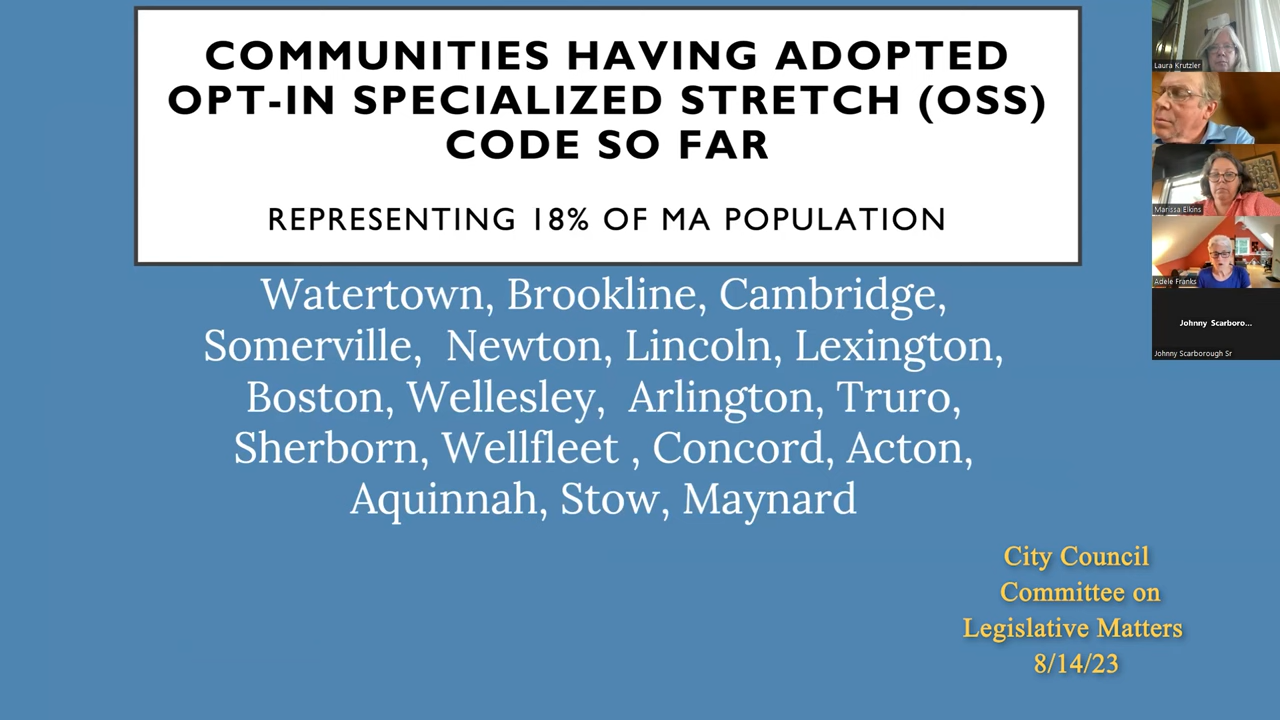 COMMUNITIES HAVING ADOPTED
OPT-IN SPECIALIZED STRETCH (OSS)
CODE SO FAR
REPRESENTING 18% OF MA POPULATION
Watertown, Brookline, Cambridge,
Somerville, Newton, Lincoln, Lexington,
Boston, Wellesley, Arlington, Truro,
Sherborn, Wellfleet , Concord, Acton,
Aquinnah, Stow, Maynard
City Council
Committee on
Legislative Matters
8/14/23
Laura Krutzler
Marissa Elkins
Adele Franks
Johnny Scarboro...
Johnny Scarborough Sr